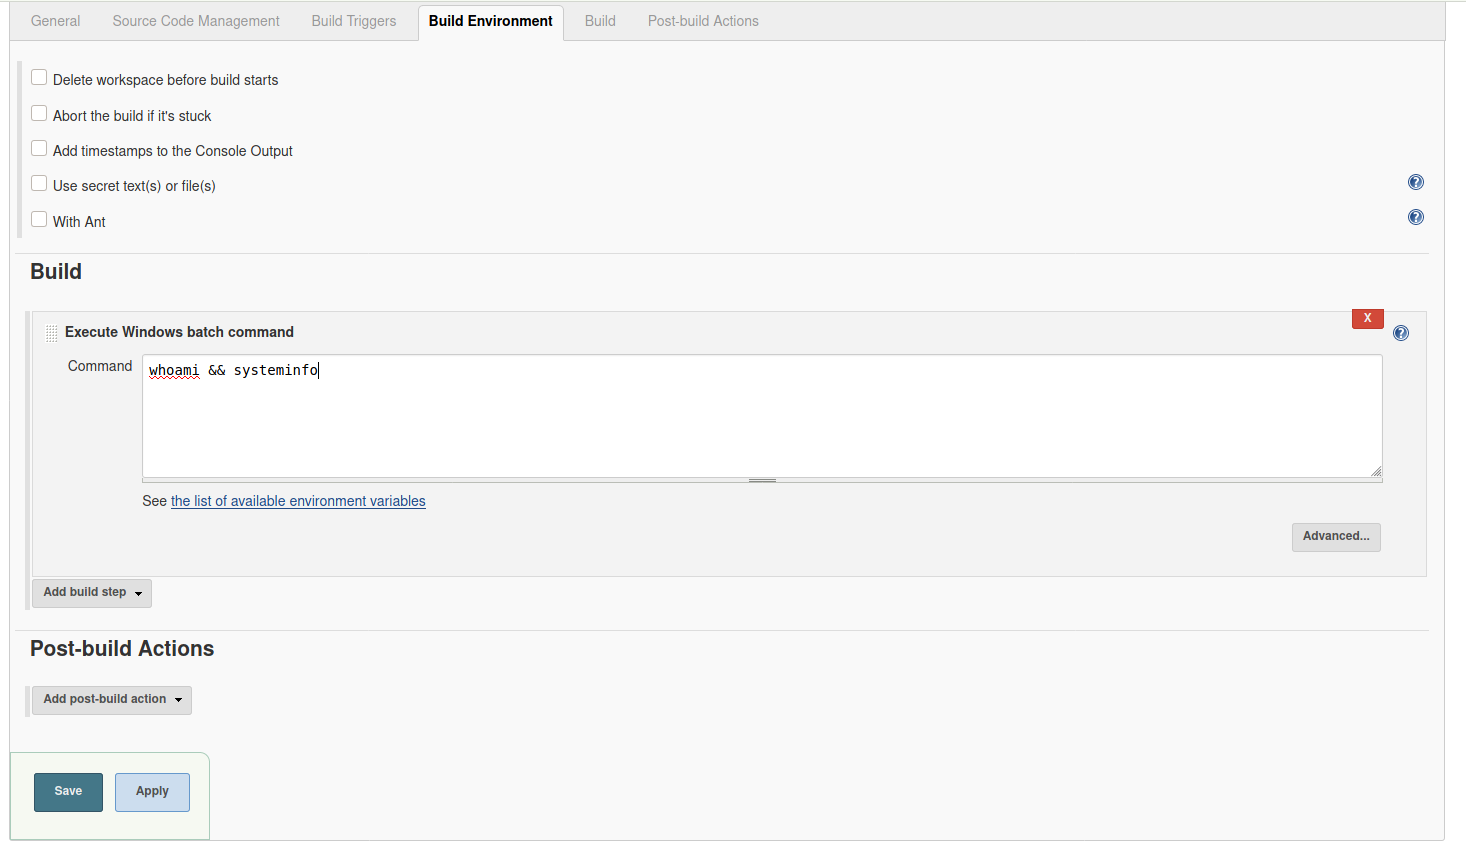 General Source Code Management Build Triggers Build Environment Build Post-build Actions
Delete workspace before build starts
Abort the build if it's stuck
Add timestamps to the Console Output
Use secret text(s) or file(s)
?
With Ant
?
Build
X
Execute Windows batch command
?
Command
whoami && systeminfo
See the list of available environment variables
Advanced...
Add build step
Post-build Actions
Add post-build action
Save Apply